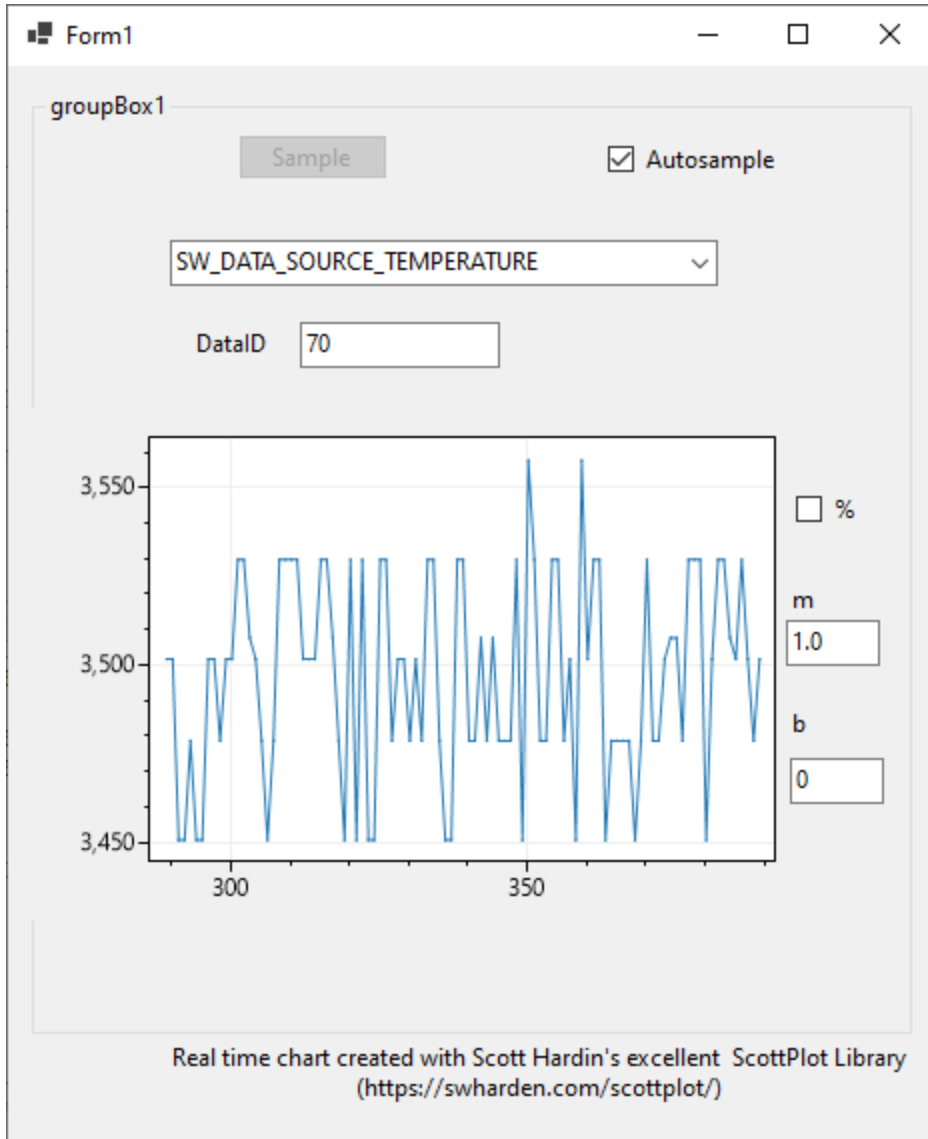 Form1
groupBox1
Sample
Autosample
SW_DATA_SOURCE_TEMPERATURE
DataID
70
3,550
3,500
3,450
300
350
%
m
1.0
b
0
Real time chart created with Scott Hardin's excellent  ScottPlot Library
(https://swharden.com/scottplot/)